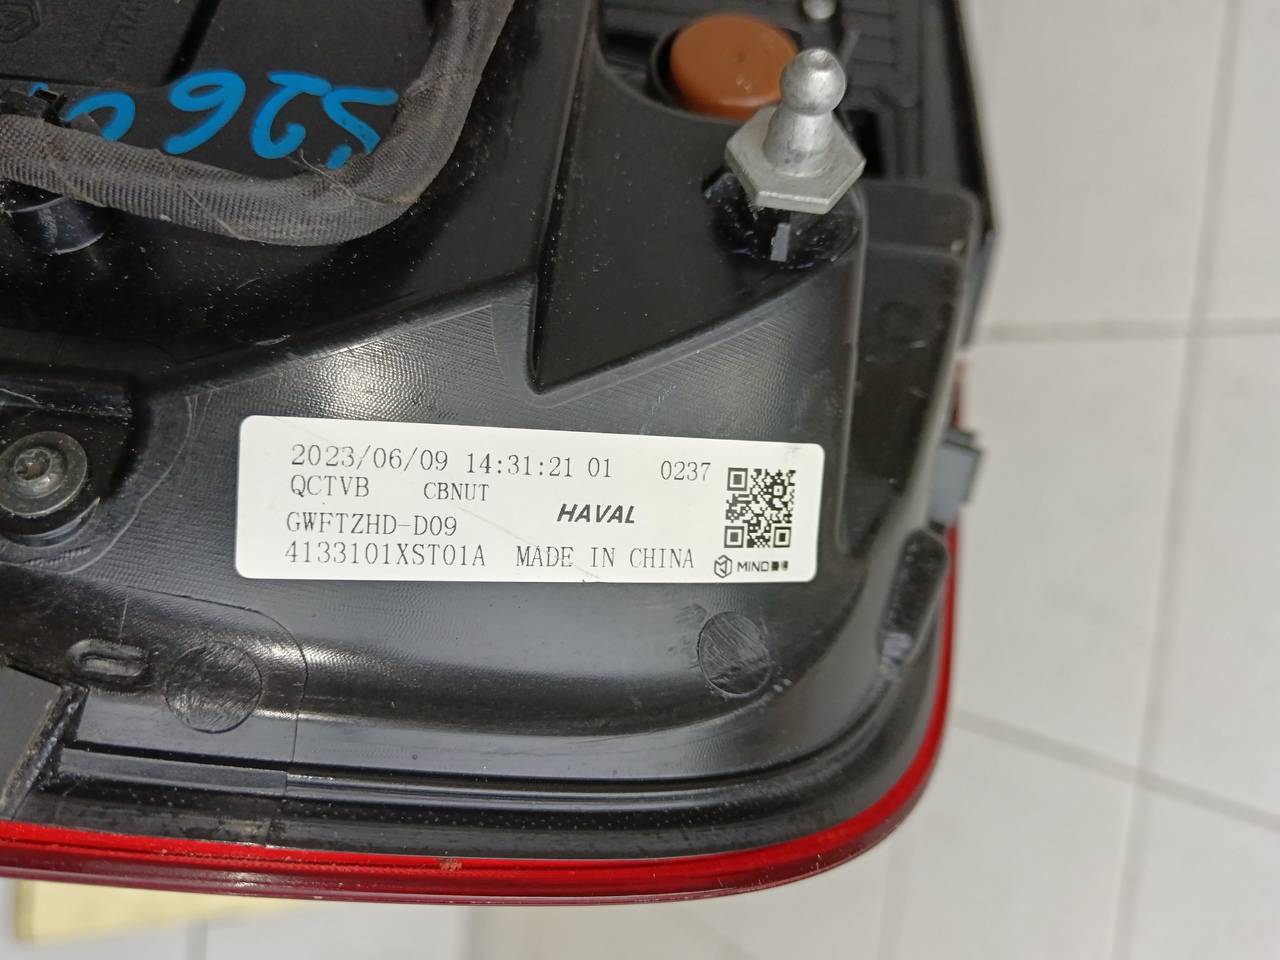 2023/06/09 14:31:21 01 0237
QCTVB CBNUT
HAVAL
GWFTZHD-D09
4133101XST01A MADE IN CHINA
MIND